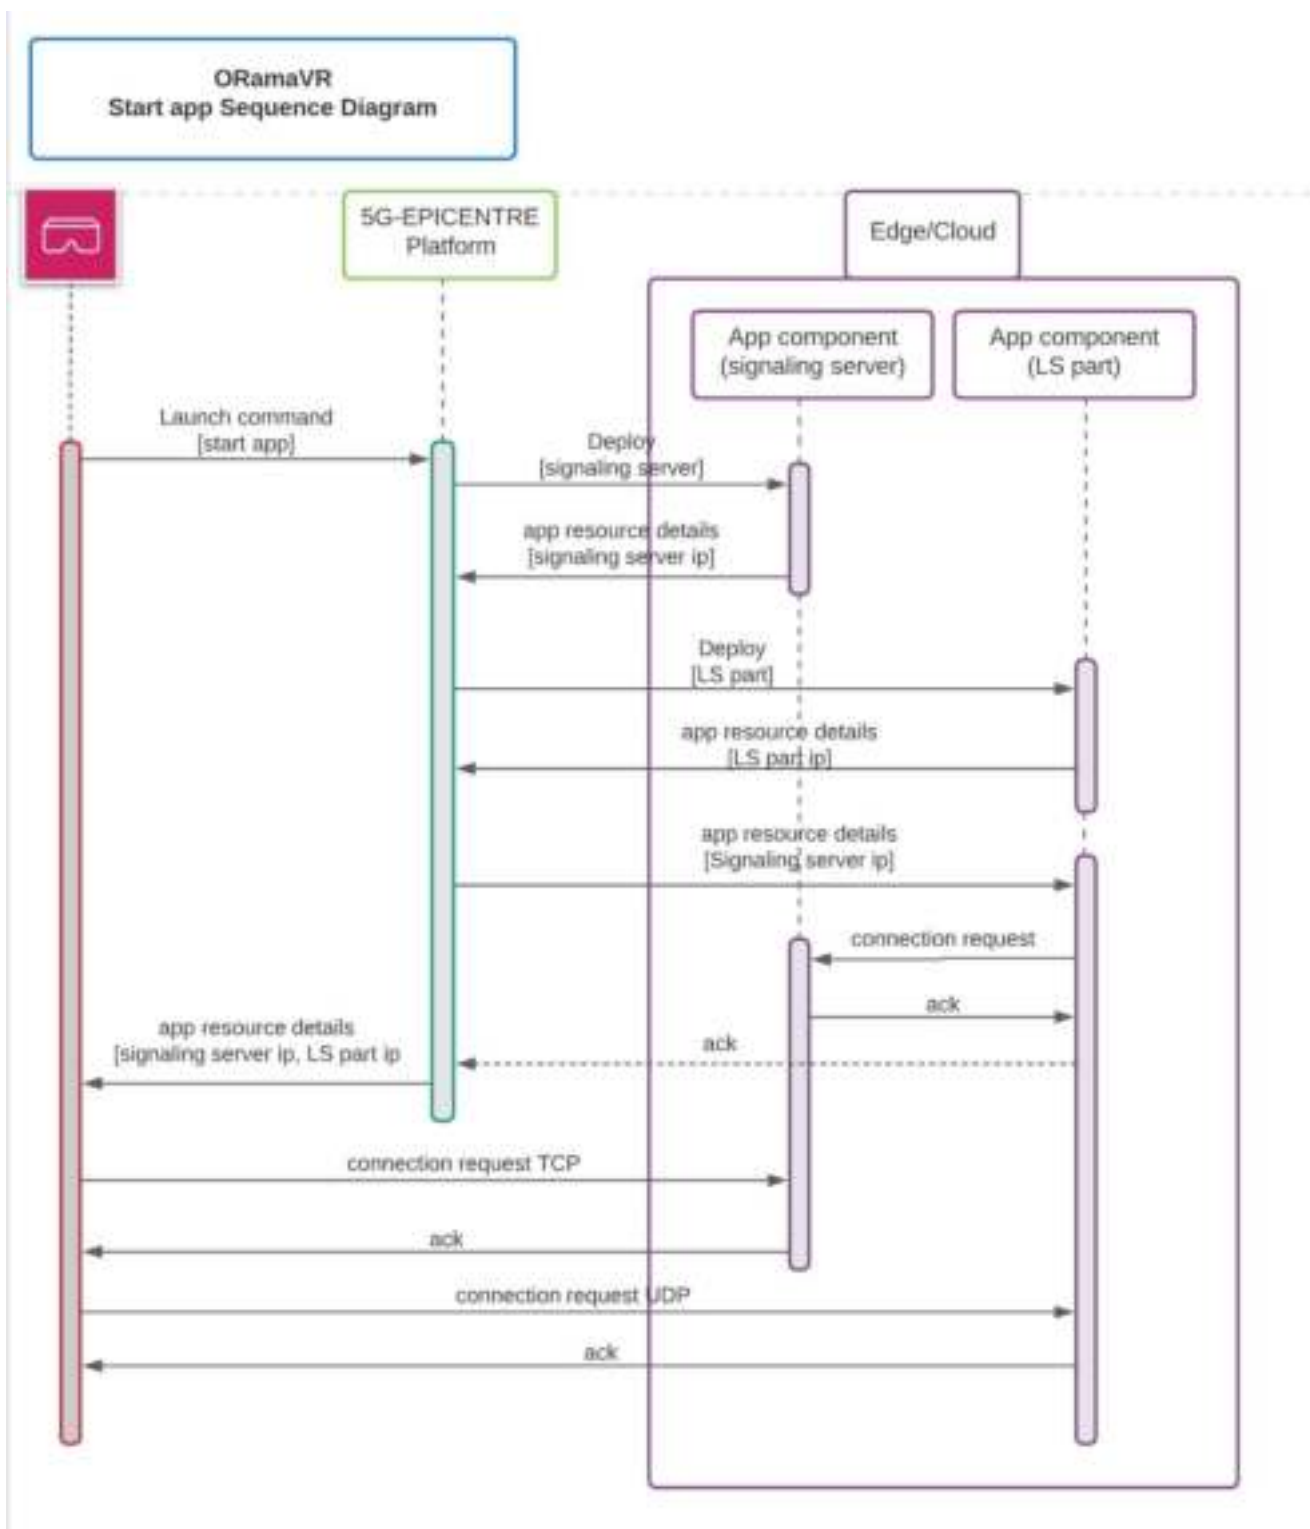 ORamaVR
Start app Sequence Diagram
5G-EPICENTRE
Platform
Edge/Cloud
App component
(signaling server)
App component
(LS part)
Launch command
[start app]
Deploy
[signaling server]
app resource details
[signaling server ip]
Deploy
[LS part]
app resource details
[LS part ip]
app resource details
[Signaling server ip]
connection request
ack
app resource details
[signaling server ip, LS part ip
ack
connection request TCP
ack
connection request UDP
ack